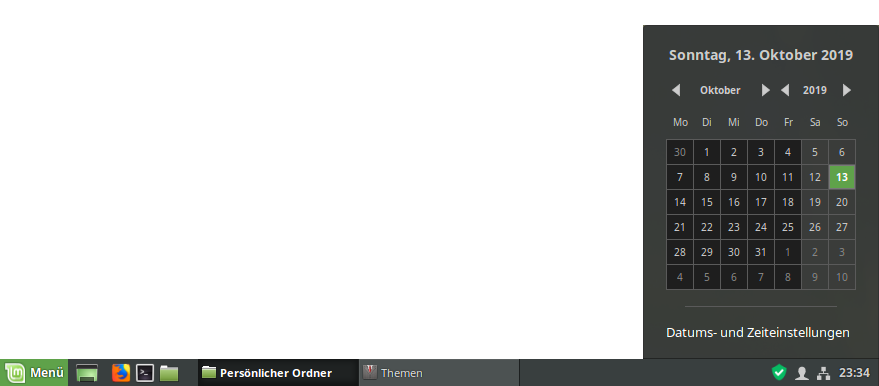 Sonntag, 13. Oktober 2019
Oktober 2019
Mo Di Mi Do Fr Sa So
30 1 2 3 4 5 6
7 8 9 10 11 12 13
14 15 16 17 18 19 20
21 22 23 24 25 26 27
28 29 30 31 1 2 3
4 5 6 7 8 9 10
Datums- und Zeiteinstellungen
Menü Persönlicher Ordner Themen 23:34